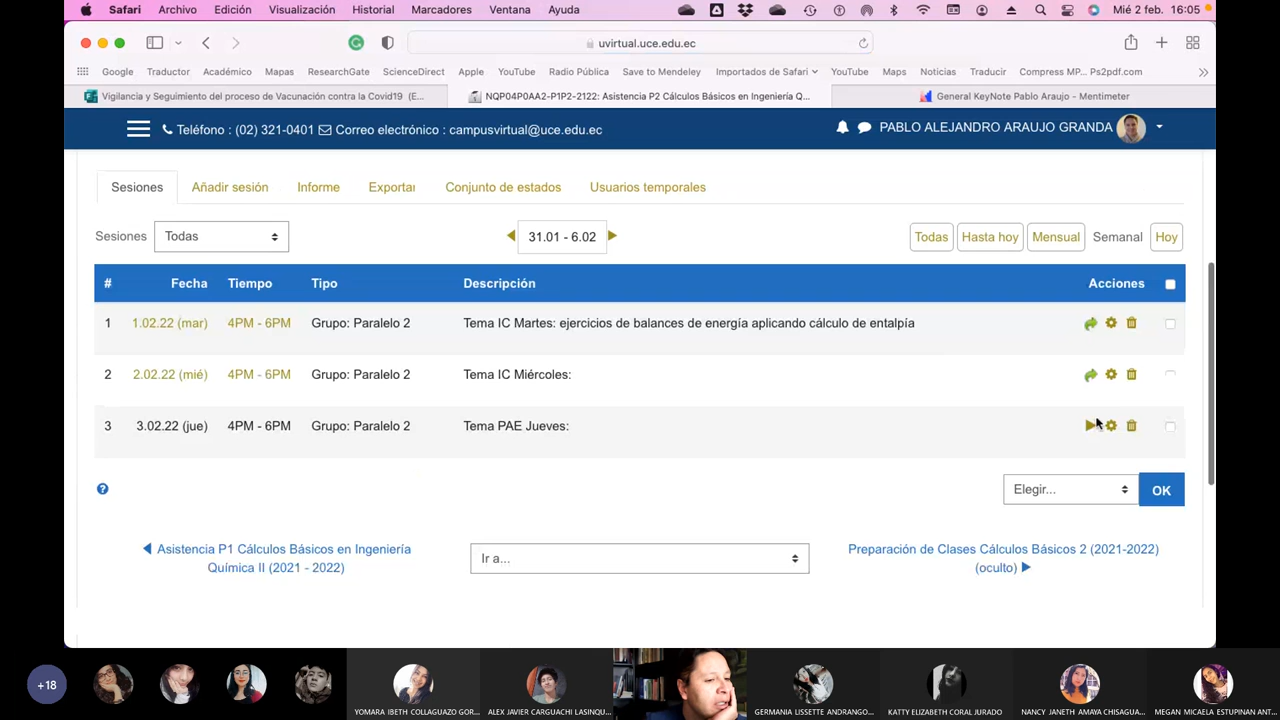 Safari Archivo Edición Visualización Historial Marcadores Ventana Ayuda Mié 2 feb. 16:05
uvirtual.uce.edu.ec
Google Traductor Académico Mapas ResearchGate ScienceDirect Apple YouTube Radio Pública Save to Mendeley Importados de Safari YouTube Maps Noticias Traducir Compress MP... Ps2pdf.com
Vigilancia y Seguimiento del proceso de Vacunación contra la Covid19 (E... NQP04P0AA2-P1P2-2122: Asistencia P2 Cálculos Básicos en Ingeniería Q... General KeyNote Pablo Araujo - Mentimeter
Teléfono : (02) 321-0401 Correo electrónico : campusvirtual@uce.edu.ec PABLO ALEJANDRO ARAUJO GRANDA
Sesiones Añadir sesión Informe Exportar Conjunto de estados Usuarios temporales
Sesiones Todas 31.01 - 6.02 Todas Hasta hoy Mensual Semanal Hoy
# Fecha Tiempo Tipo Descripción Acciones
1 1.02.22 (mar) 4PM - 6PM Grupo: Paralelo 2 Tema IC Martes: ejercicios de balances de energía aplicando cálculo de entalpía
2 2.02.22 (mié) 4PM - 6PM Grupo: Paralelo 2 Tema IC Miércoles:
3 3.02.22 (jue) 4PM - 6PM Grupo: Paralelo 2 Tema PAE Jueves:
Elegir... OK
Asistencia P1 Cálculos Básicos en Ingeniería Química II (2021 - 2022)
Ir a...
Preparación de Clases Cálculos Básicos 2 (2021-2022) (oculto)
+18 YOMARA IBETH COLLAGUAZO GOR... ALEX JAVIER CARGUACHI LASINQU... GERMANIA LISSETTE ANDRANGO... KATTY ELIZABETH CORAL JURADO NANCY JANETH AMAYA CHISAGUA... MEGAN MICAELA ESTUPINAN ANT...